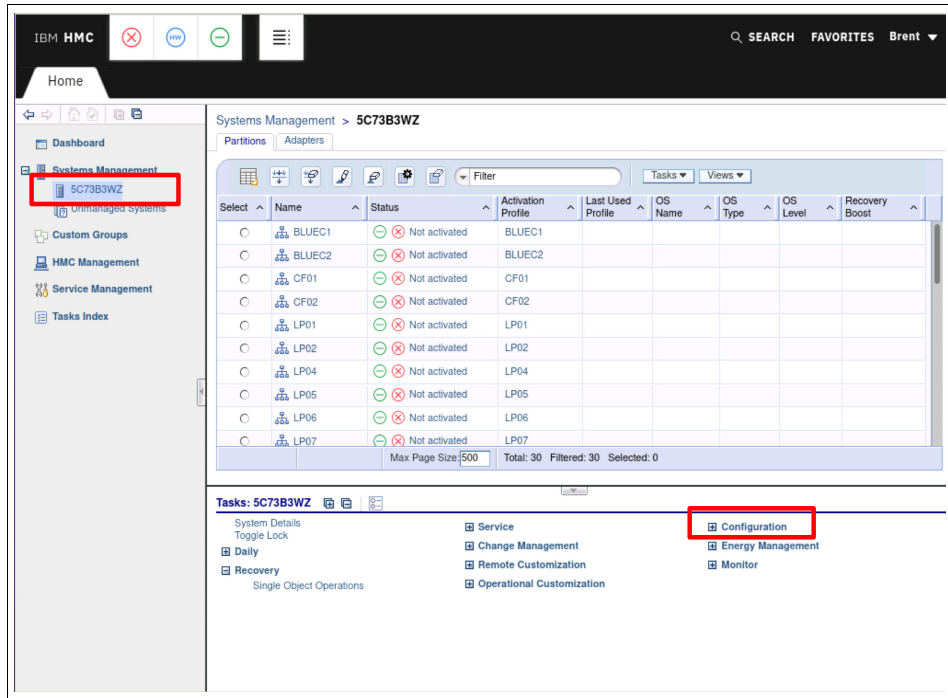 IBM HMC HW SEARCH FAVORITES Brent
Home
Systems Management > 5C73B3WZ
Partitions Adapters
Dashboard
Systems Management
5C73B3WZ
Unmanaged Systems
Custom Groups
HMC Management
Service Management
Tasks Index
Filter Tasks Views
Select Name Status Activation Profile Last Used Profile OS Name OS Type OS Level Recovery Boost
BLUEC1 Not activated BLUEC1
BLUEC2 Not activated BLUEC2
CF01 Not activated CF01
CF02 Not activated CF02
LP01 Not activated LP01
LP02 Not activated LP02
LP04 Not activated LP04
LP05 Not activated LP05
LP06 Not activated LP06
LP07 Not activated LP07
Max Page Size: 500 Total: 30 Filtered: 30 Selected: 0
Tasks: 5C73B3WZ
System Details
Toggle Lock
Daily
Recovery
Single Object Operations
Service
Change Management
Remote Customization
Operational Customization
Configuration
Energy Management
Monitor